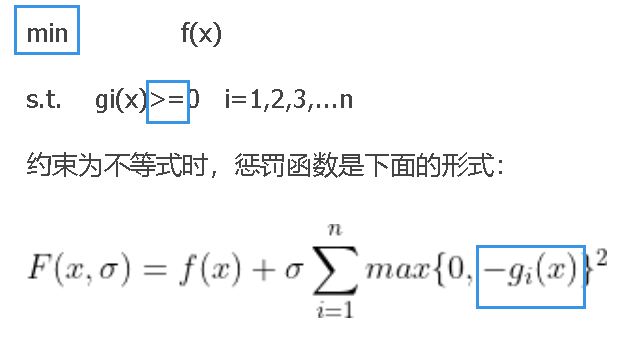 min f(x)
s.t. gi(x)>=0 i=1,2,3,...n
约束为不等式时，惩罚函数是下面的形式：
F(x,σ) = f(x) + σ \sum_{i=1}^{n} max{0, −g_i(x)}^2